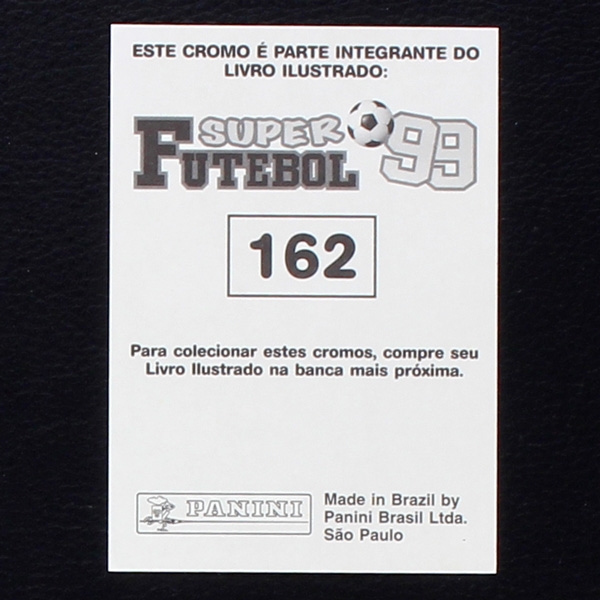 ESTE CROMO É PARTE INTEGRANTE DO
LIVRO ILUSTRADO:
SUPER
FUTEBOL 99
162
Para colecionar estes cromos, compre seu
Livro Ilustrado na banca mais próxima.
PANINI
Made in Brazil by
Panini Brasil Ltda.
São Paulo